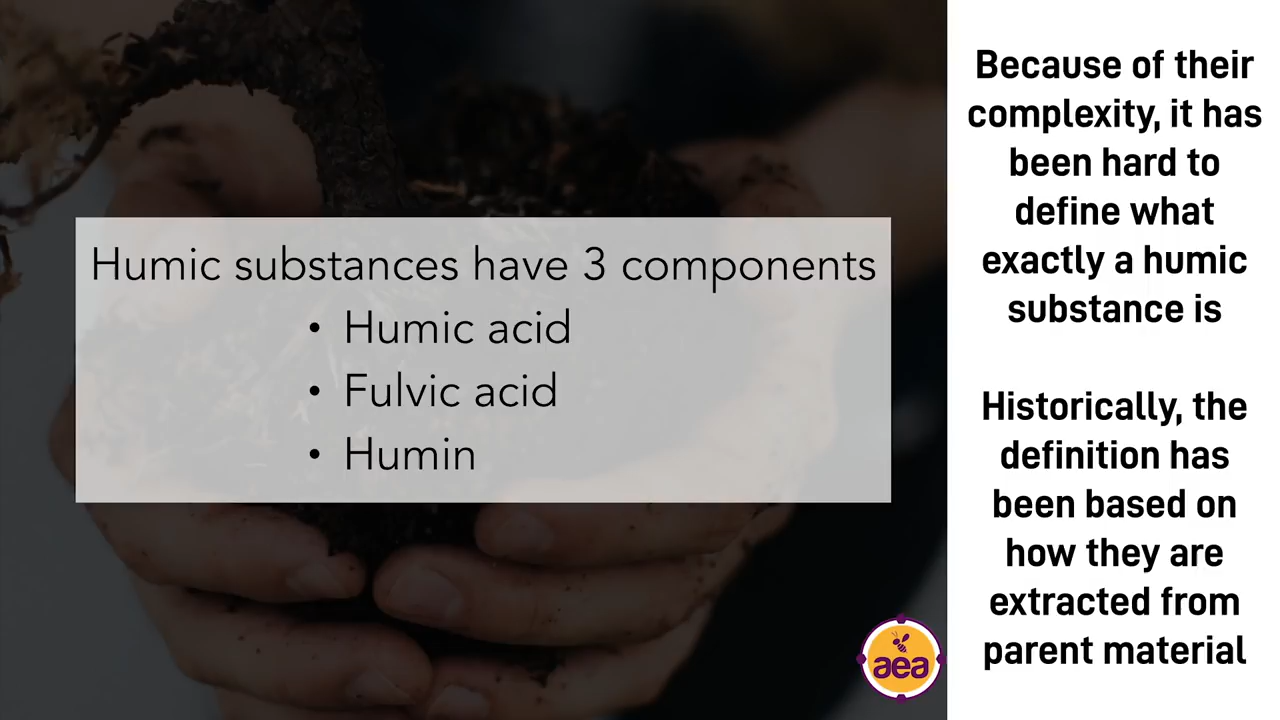 Humic substances have 3 components
• Humic acid
• Fulvic acid
• Humin
aea
Because of their
complexity, it has
been hard to
define what
exactly a humic
substance is
Historically, the
definition has
been based on
how they are
extracted from
parent material